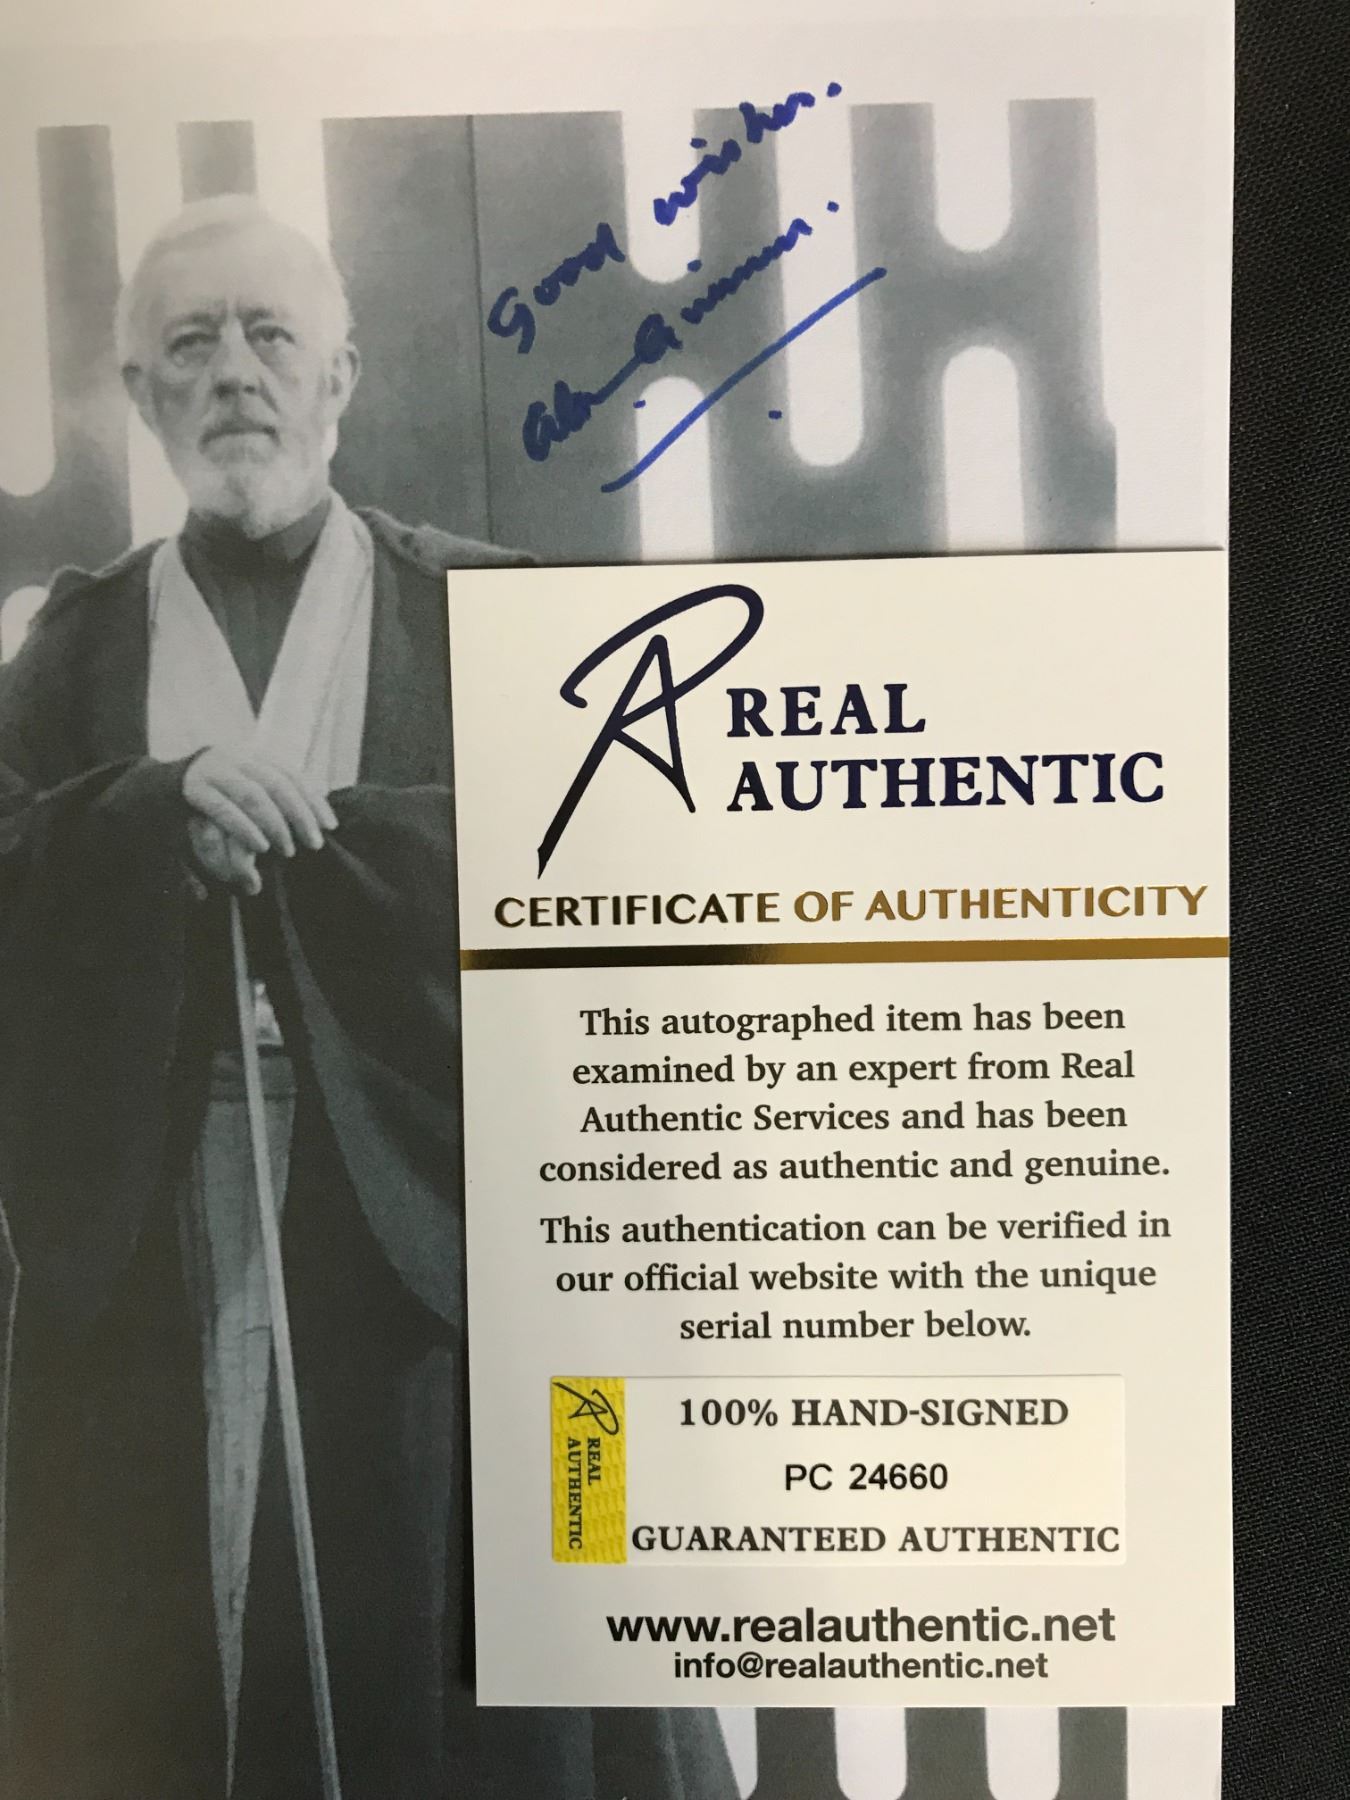 Good wishes.
Alec Guinness.
REAL
AUTHENTIC
CERTIFICATE OF AUTHENTICITY
This autographed item has been
examined by an expert from Real
Authentic Services and has been
considered as authentic and genuine.
This authentication can be verified in
our official website with the unique
serial number below.
REAL
AUTHENTIC
100% HAND-SIGNED
PC 24660
GUARANTEED AUTHENTIC
www.realauthentic.net
info@realauthentic.net